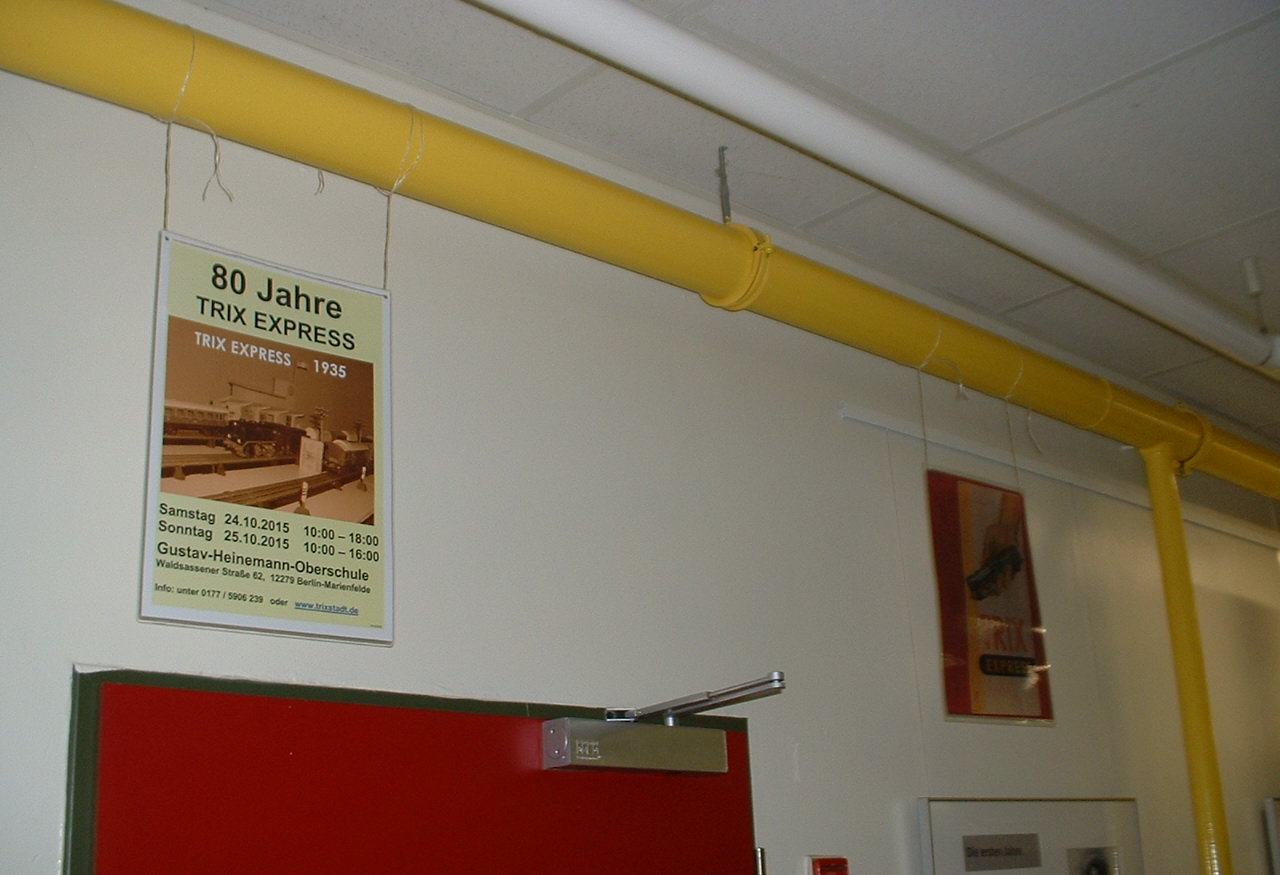 80 Jahre
TRIX EXPRESS
TRIX EXPRESS 1935
Samstag 24.10.2015 10:00 – 18:00
Sonntag 25.10.2015 10:00 – 16:00
Gustav-Heinemann-Oberschule
Waldsassener Straße 62, 12279 Berlin-Marienfelde
Info: unter 0177 / 5906 239 oder www.trixstadt.de
TRIX
EXPRESS
Die ersten Jahre